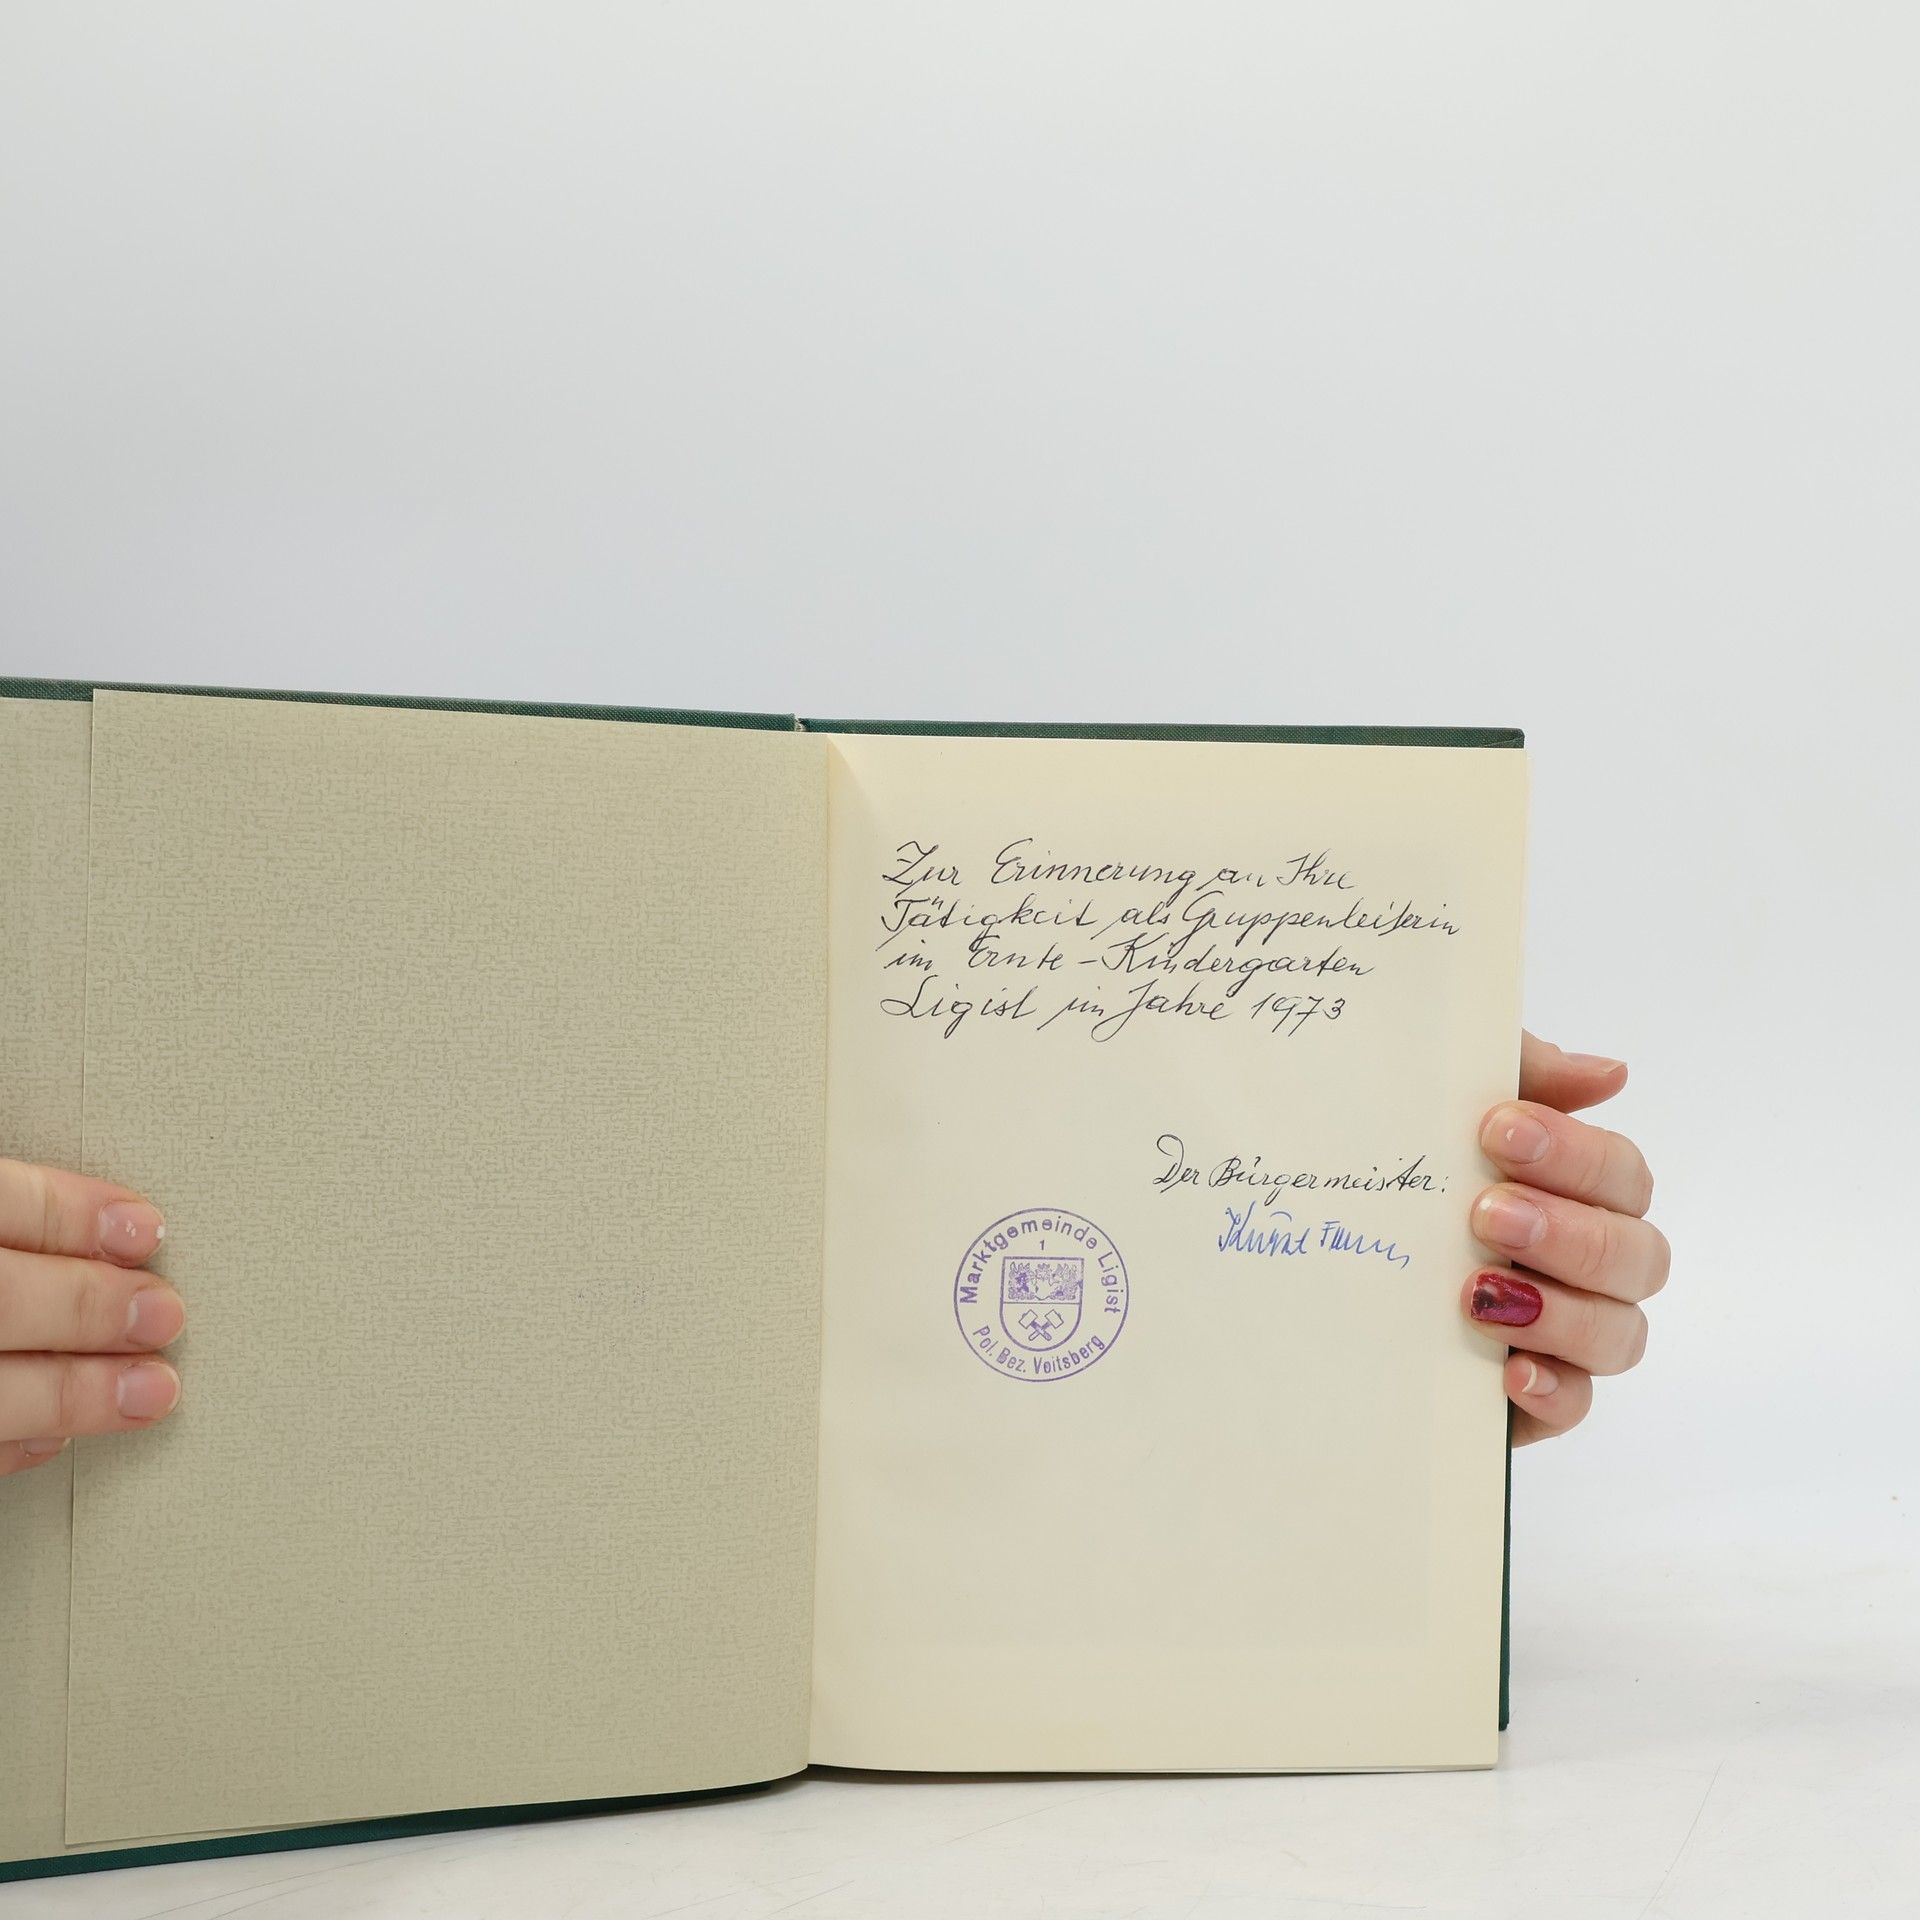 Zur Erinnerung an Ihre
Tätigkeit als Gruppenleiterin
im Ernte-Kindergarten
Ligist im Jahre 1973
Der Bürgermeister:
Marktgemeinde Ligist
1
Pol. Bez. Voitsberg